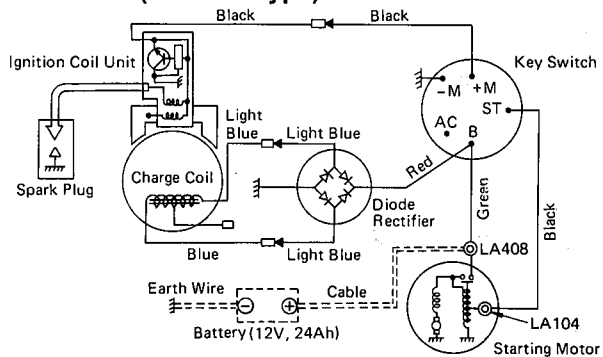 Black
Black
Ignition Coil Unit
Key Switch
-M
+M
ST
AC
B
Light
Blue
Light Blue
Spark Plug
Charge Coil
Red
Diode
Rectifier
Green
Black
Blue
Light Blue
LA408
Earth Wire
Cable
Battery (12V, 24Ah)
LA104
Starting Motor